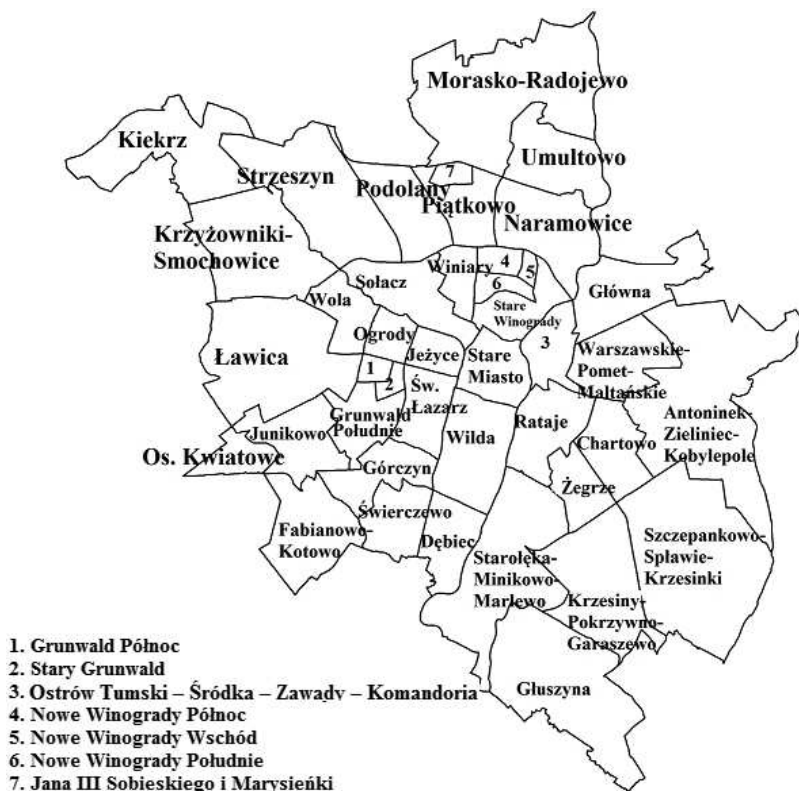 Morasko-Radojewo
Kiekrz
Umultowo
Strzeszyn
7
Podolany
Piątkowo
Naramowice
Krzyżowniki-
Smochowice
Winiary
4
5
6
Sołacz
Główna
Wola
Stare
Winogrady
Ogrody
3
Ławica
Jeżyce
Stare
Miasto
Warszawskie-
Pomet-
Maltańskie
1
2
Św.
Łazarz
Grunwald
Południe
Junikowo
Wilda
Rataje
Chartowo
Antoninek-
Zieliniec-
Kobylepole
Os. Kwiatowe
Górczyn
Żegrze
Świerczewo
Fabianowo-
Kotowo
Dębiec
Starołęka-
Minikowo-
Marlewo
Szczepankowo-
Spławie-
Krzesinki
Krzesiny-
Pokrzywno-
Garaszewo
Głuszyna
1. Grunwald Północ
2. Stary Grunwald
3. Ostrów Tumski – Śródka – Zawady – Komandoria
4. Nowe Winogrady Północ
5. Nowe Winogrady Wschód
6. Nowe Winogrady Południe
7. Jana III Sobieskiego i Marysieńki